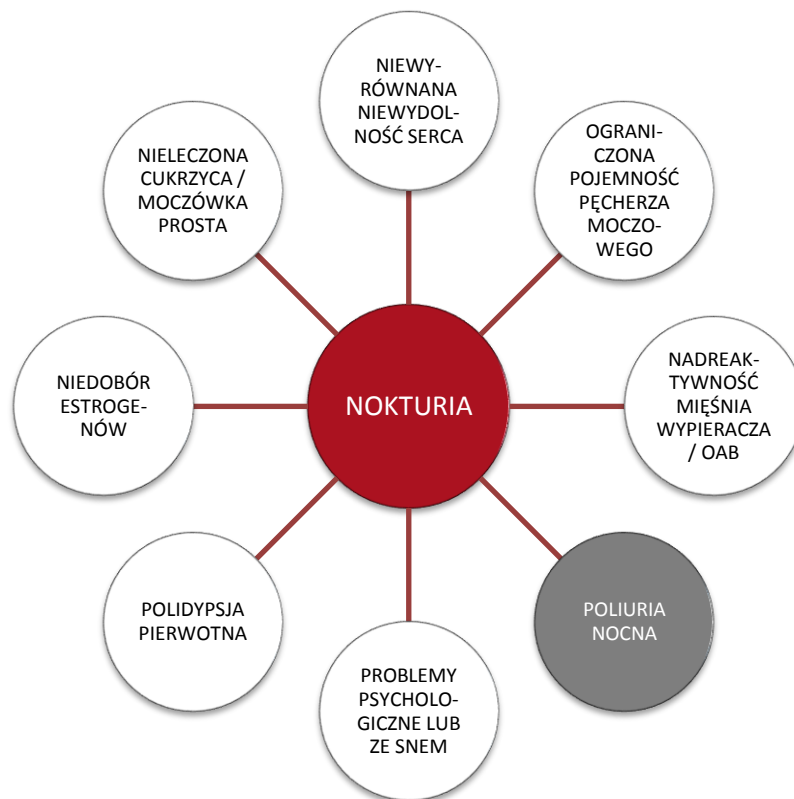 NIEWY-
RÓWNANA
NIEWYDOL-
NOŚĆ SERCA
OGRANI-
CZONA
POJEMNOŚĆ
PĘCHERZA
MOCZO-
WEGO
NADREAK-
TYWNOŚĆ
MIĘŚNIA
WYPIERACZA
/ OAB
POLIURIA
NOCNA
PROBLEMY
PSYCHOLO-
GICZNE LUB
ZE SNEM
POLIDYPSJA
PIERWOTNA
NIEDOBÓR
ESTROGE-
NÓW
NIELECZONA
CUKRZYCA /
MOCZÓWKA
PROSTA
NOKTURIA